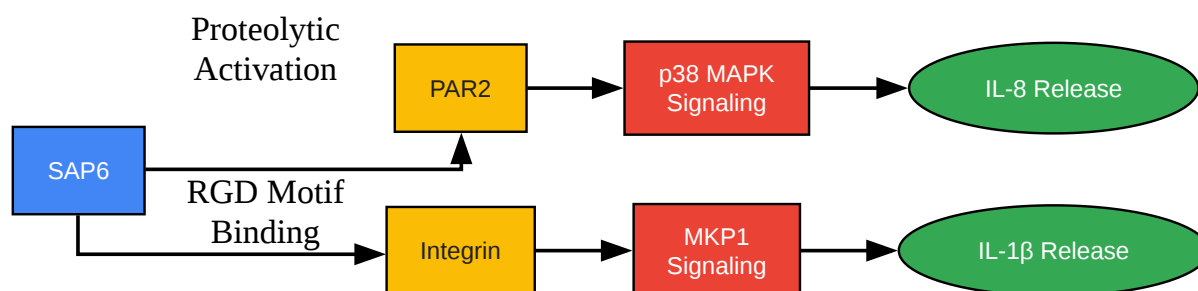 Proteolytic
Activation
PAR2
p38 MAPK
Signaling
IL-8 Release
SAP6
RGD Motif
Binding
Integrin
MKP1
Signaling
IL-1β Release